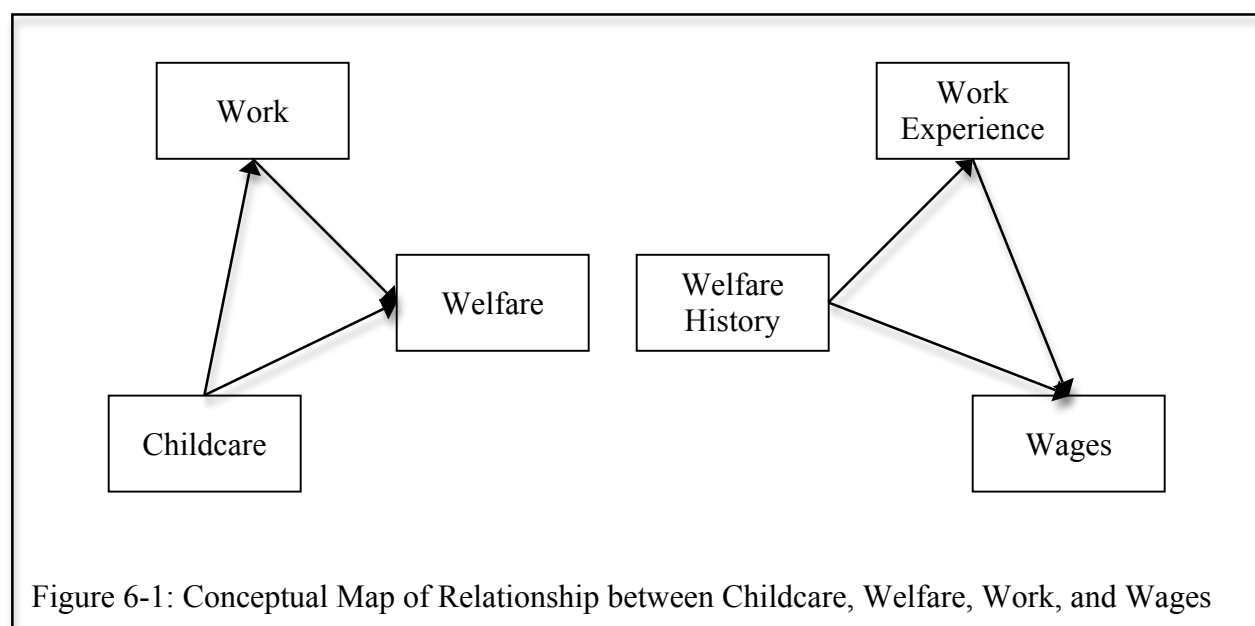 Work
Work
Experience
Welfare
Welfare
History
Childcare
Wages
Figure 6-1: Conceptual Map of Relationship between Childcare, Welfare, Work, and Wages